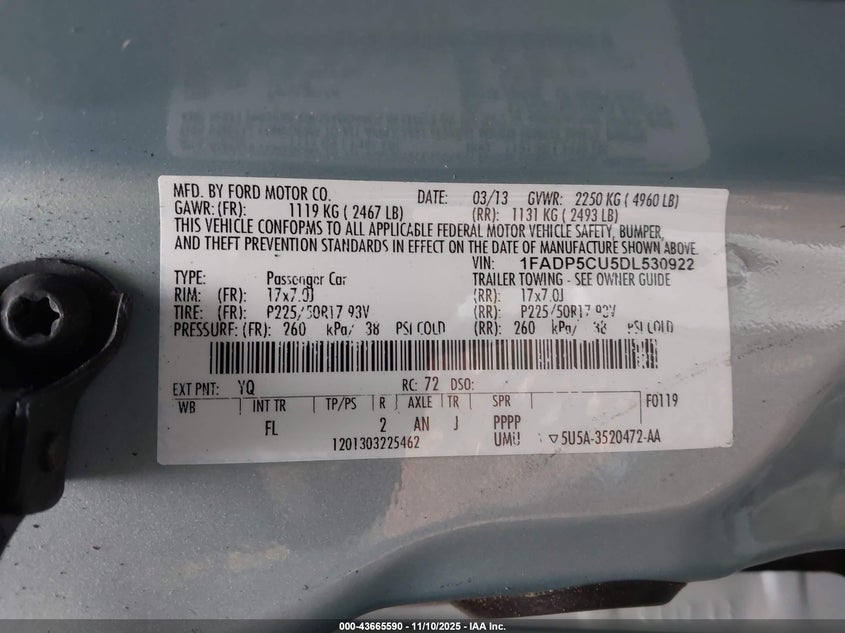 MFD. BY FORD MOTOR CO. DATE: 03/13 GVWR: 2250 KG ( 4960 LB)
GAWR: (FR): 1119 KG ( 2467 LB) (RR): 1131 KG ( 2493 LB)
THIS VEHICLE CONFOPMS TO ALL APPLICABLE FEDERAL MOTOR VEHICLE SAFETY, BUMPER,
AND THEFT PREVENTION STANDARDS IN EFFECT ON THE DATE OF MANUFACTURE SHOWN ABOVE.
VIN: 1FADP5CU5DL530922
TYPE: Passenger Car TRAILER TOWING - SEE OWNER GUIDE
RIM: (FR): 17x7.0J (RR): 17x7.0J
TIRE: (FR): P225/50R17 93V (RR): P225/50R17 93V
PRESSURE: (FR): 260 kPa/ 38 PSI COLD (RR): 260 kPa/ 38 PSI COLD
EXT PNT: YQ RC: 72 DSO:
WB INT TR TP/PS R AXLE TR SPR F0119
FL 2 AN J PPPP
1201303225462 UMU ▽5U5A-3520472-AA
000-43665590 - 11/10/2025 - IAA Inc.